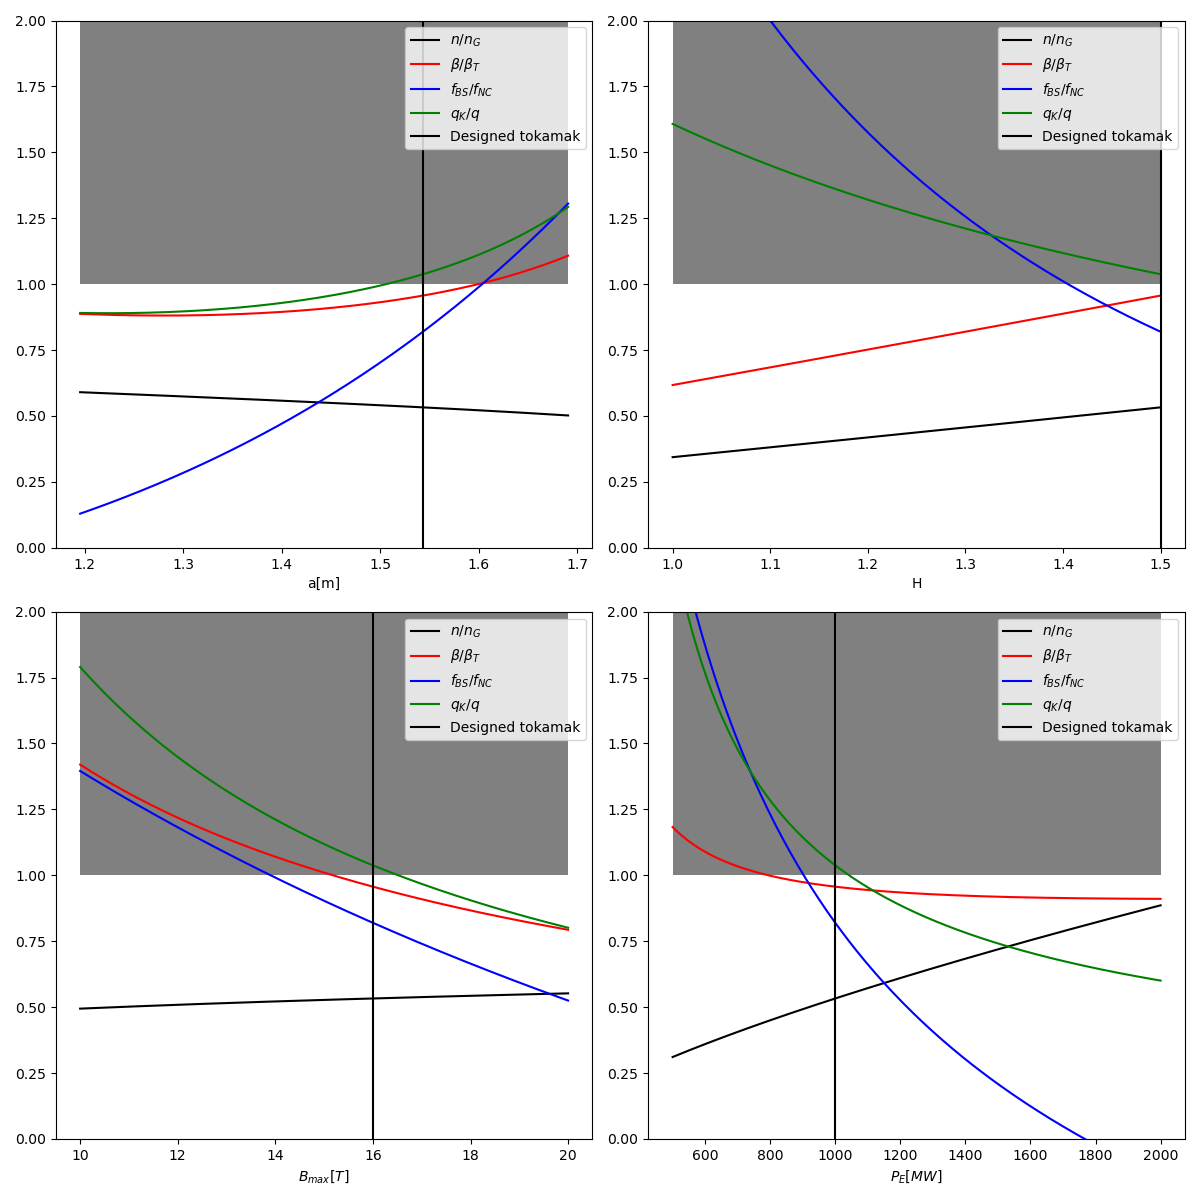 2.00
1.75
1.50
1.25
1.00
0.75
0.50
0.25
0.00
1.2 1.3 1.4 1.5 1.6 1.7
a[m]
n/n_G
β/β_T
f_BS/f_NC
q_K/q
Designed tokamak
2.00
1.75
1.50
1.25
1.00
0.75
0.50
0.25
0.00
1.0 1.1 1.2 1.3 1.4 1.5
H
n/n_G
β/β_T
f_BS/f_NC
q_K/q
Designed tokamak
2.00
1.75
1.50
1.25
1.00
0.75
0.50
0.25
0.00
10 12 14 16 18 20
B_max[T]
n/n_G
β/β_T
f_BS/f_NC
q_K/q
Designed tokamak
2.00
1.75
1.50
1.25
1.00
0.75
0.50
0.25
0.00
600 800 1000 1200 1400 1600 1800 2000
P_E[MW]
n/n_G
β/β_T
f_BS/f_NC
q_K/q
Designed tokamak